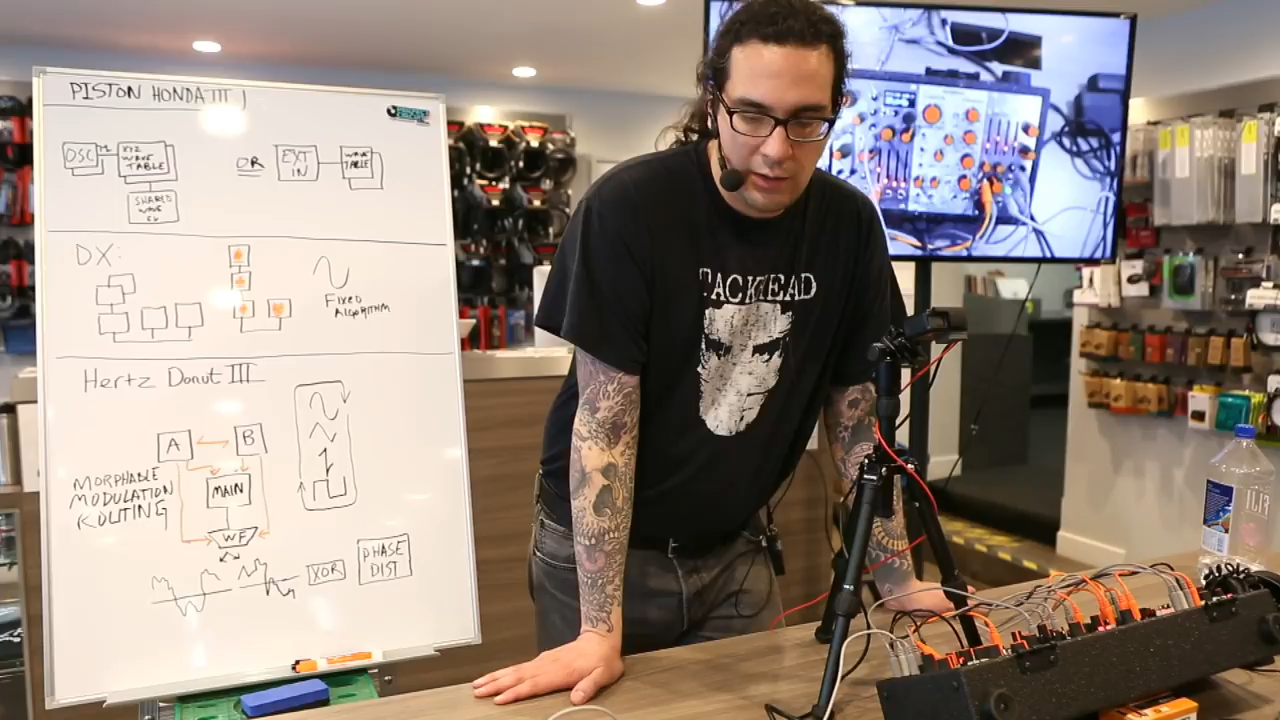 PISTON HONDA III
OSC
XYZ
WAVE
TABLE
SHARED
WAVE
OR
EXT
IN
WAVE
TABLE
DX:
FIXED
ALGORITHM
Hertz Donut III
A
B
MORPHABLE
MODULATION
ROUTING
MAIN
WF
XOR
PHASE
DIST
TACKHEAD
FIJI